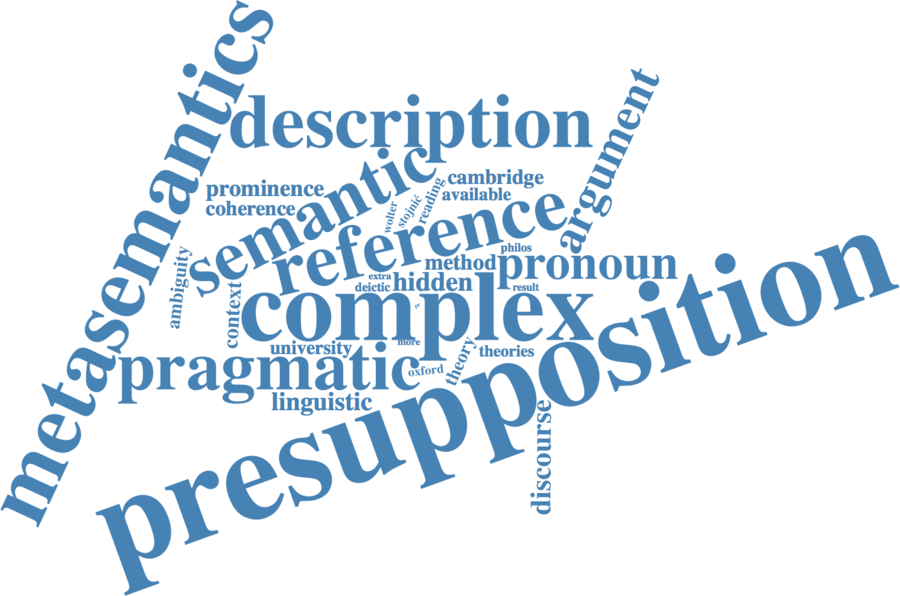 metasemantics
description
argument
semantic
prominence
coherence
cambridge
available
reading
stojnić
wolter
reference
philos
pronoun
method
ambiguity
extra
hidden
deictic
result
context
complex
presupposition
more
university
theories
theory
pragmatic
oxford
linguistic
discourse